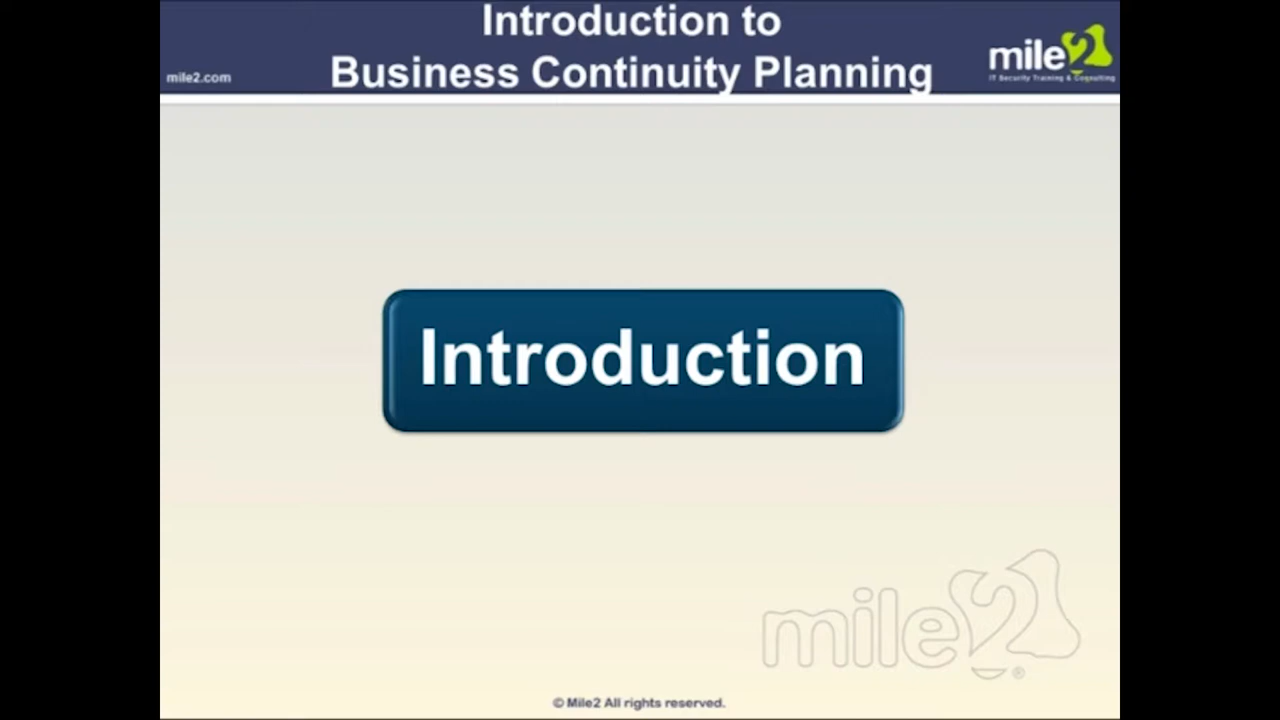 Introduction to
Business Continuity Planning
mile2.com
mile2
IT Security Training & Consulting
Introduction
mile2
®
© Mile2 All rights reserved.